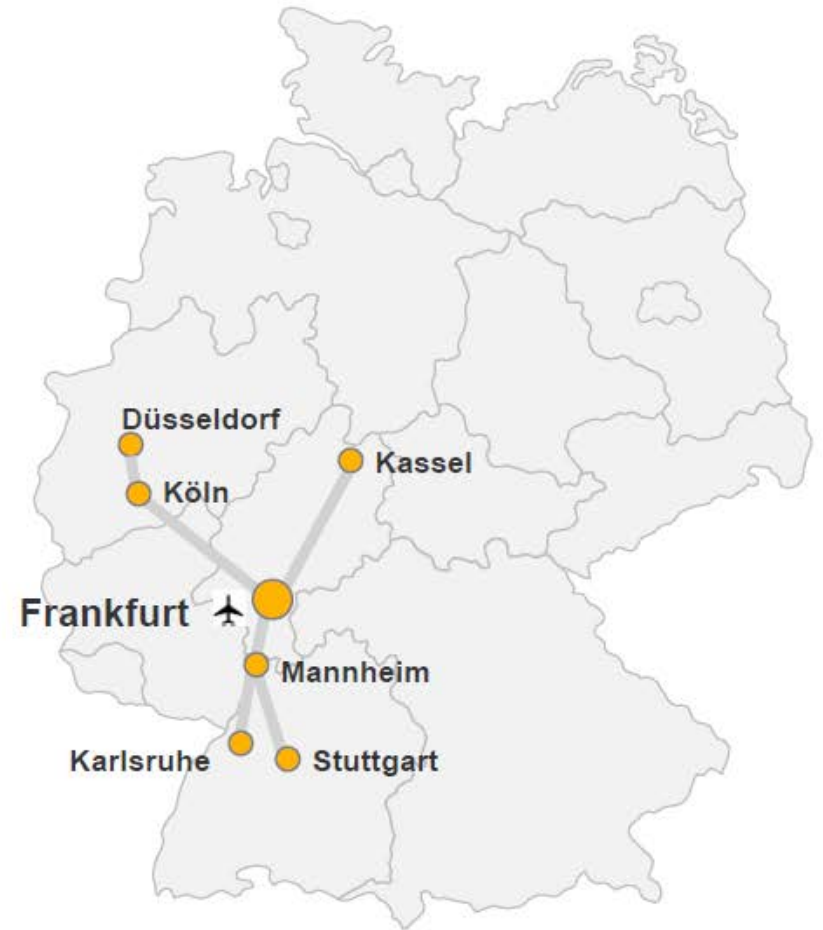 Düsseldorf
Kassel
Köln
Frankfurt
Mannheim
Karlsruhe
Stuttgart